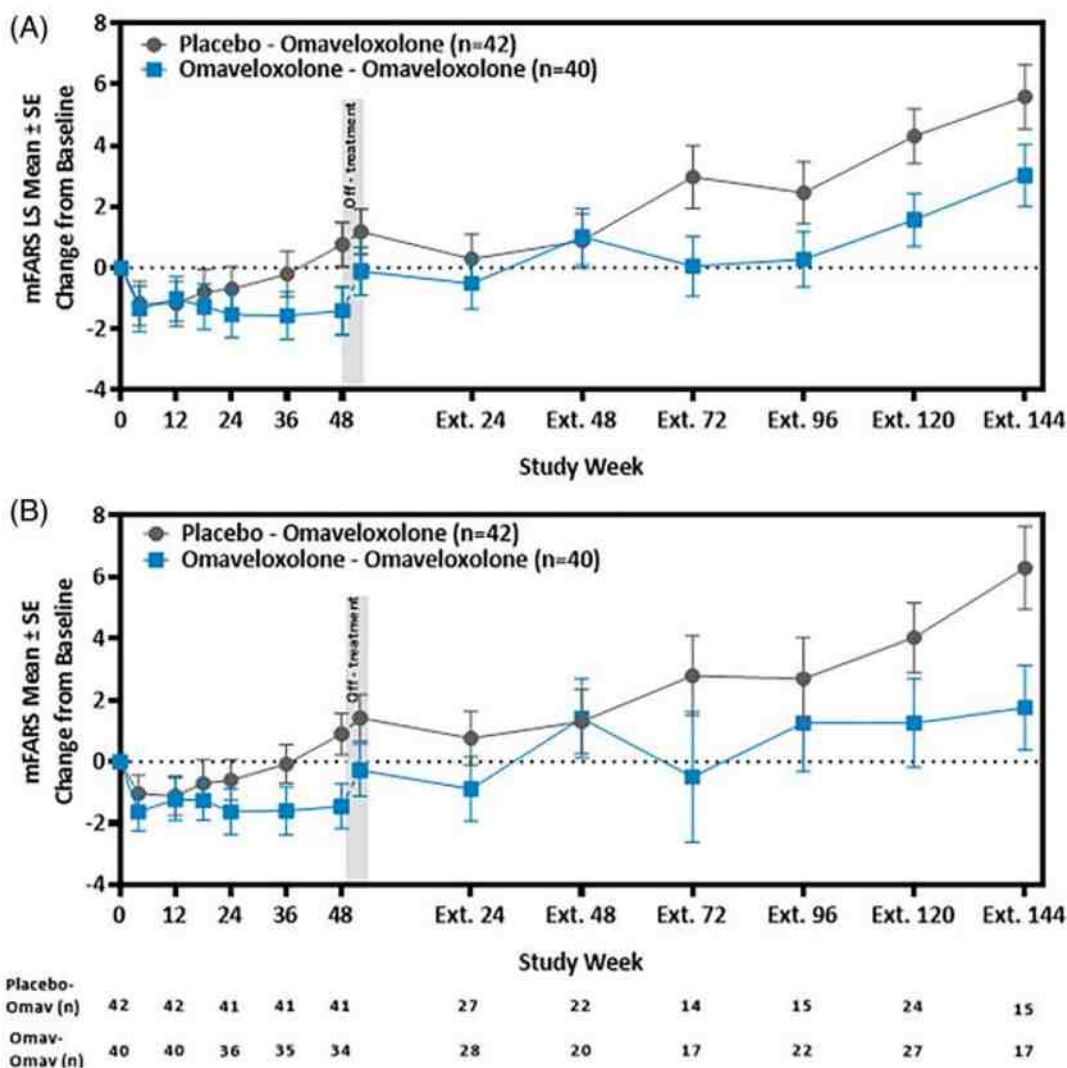 (A)
8
6
4
2
0
-2
-4
mFARS LS Mean ± SE
Change from Baseline
Placebo - Omaveloxolone (n=42)
Omaveloxolone - Omaveloxolone (n=40)
Off - treatment
0 12 24 36 48 Ext. 24 Ext. 48 Ext. 72 Ext. 96 Ext. 120 Ext. 144
Study Week
(B)
8
6
4
2
0
-2
-4
mFARS Mean ± SE
Change from Baseline
Placebo - Omaveloxolone (n=42)
Omaveloxolone - Omaveloxolone (n=40)
Off - treatment
0 12 24 36 48 Ext. 24 Ext. 48 Ext. 72 Ext. 96 Ext. 120 Ext. 144
Study Week
Placebo-
Omav (n) 42 42 41 41 41 27 22 14 15 24 15
Omav-
Omav (n) 40 40 36 35 34 28 20 17 22 27 17